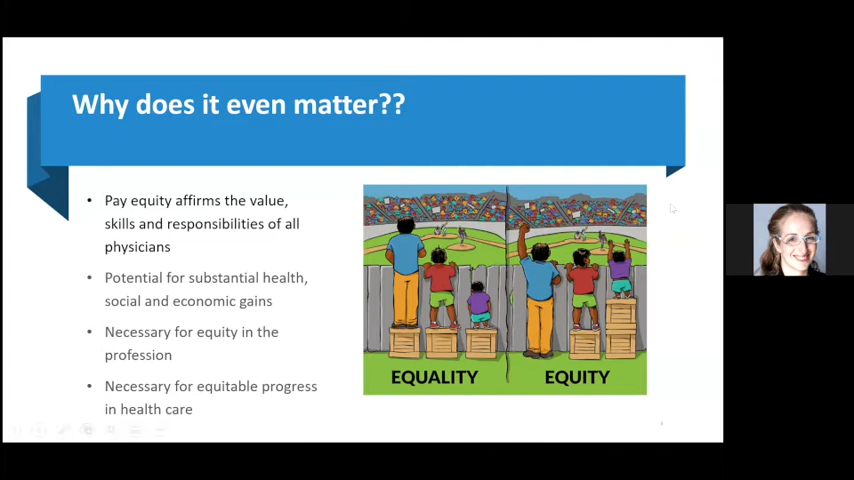 Why does it even matter??
• Pay equity affirms the value,
skills and responsibilities of all
physicians
• Potential for substantial health,
social and economic gains
• Necessary for equity in the
profession
• Necessary for equitable progress
in health care
EQUALITY
EQUITY